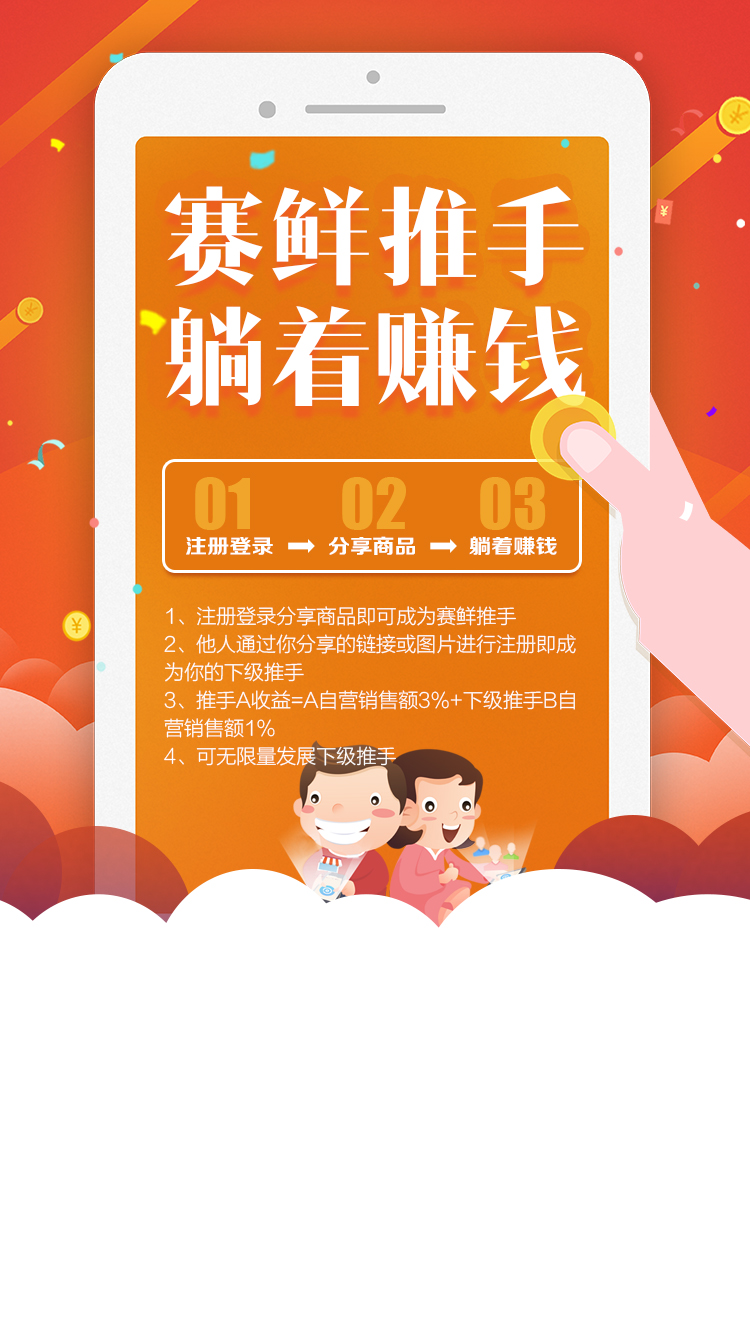 赛鲜推手
躺着赚钱
01 02 03
注册登录 分享商品 躺着赚钱
1、注册登录分享商品即可成为赛鲜推手
2、他人通过你分享的链接或图片进行注册即成
为你的下级推手
3、推手A收益=A自营销售额3%+下级推手B自
营销售额1%
4、可无限量发展下级推手